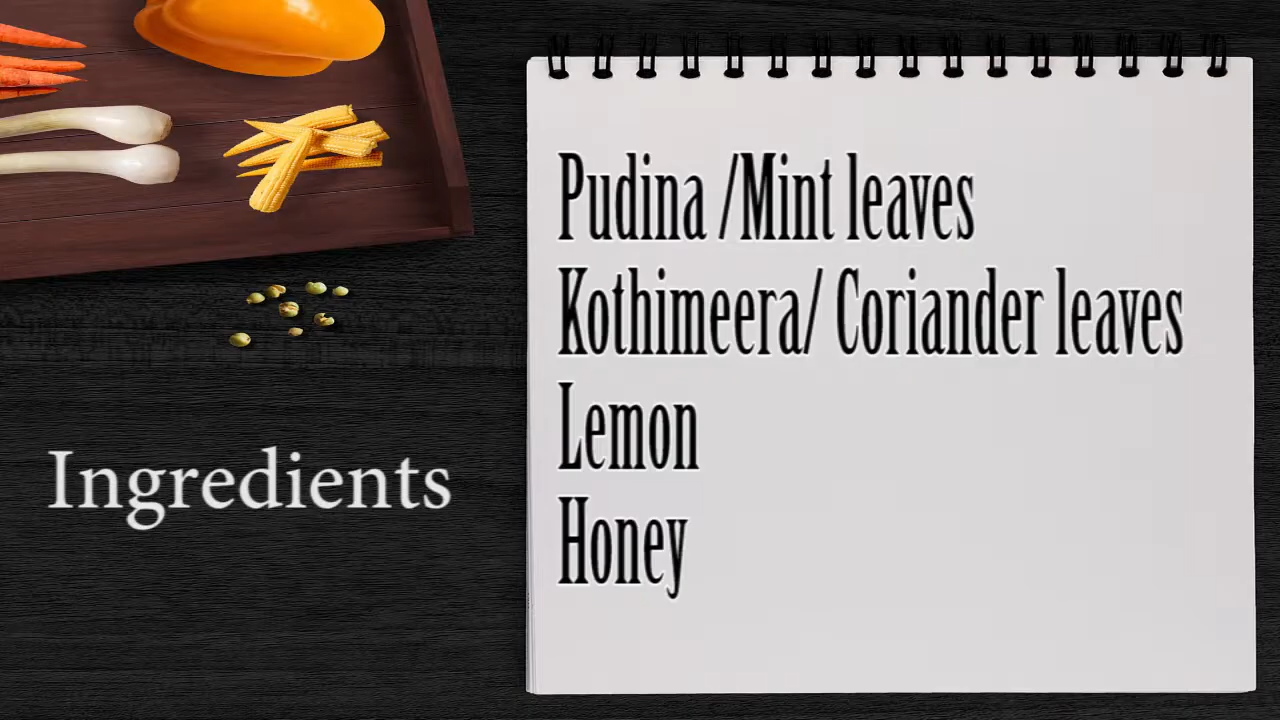 Ingredients
Pudina /Mint leaves
Kothimeera/ Coriander leaves
Lemon
Honey